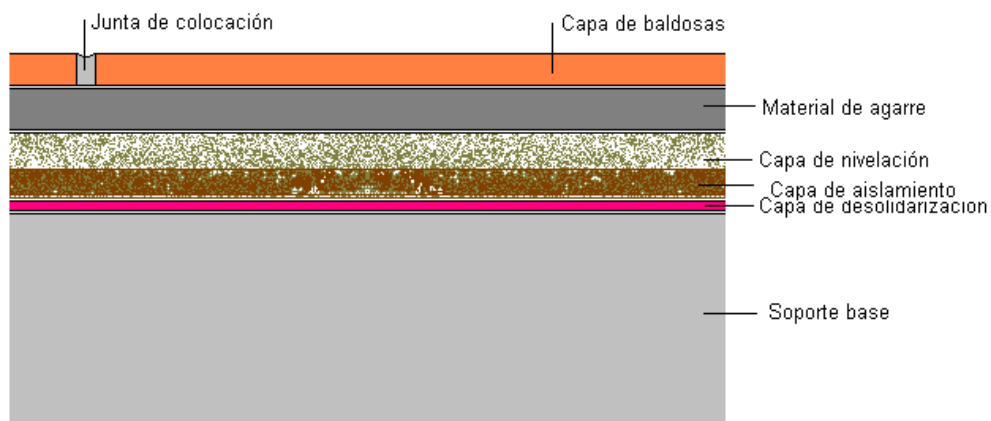 Junta de colocación
Capa de baldosas
Material de agarre
Capa de nivelación
Capa de aislamiento
Capa de desolidarización
Soporte base